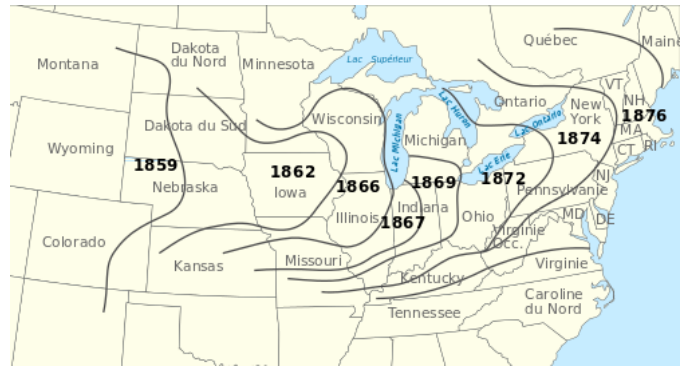 Québec
Maine
Dakota
du Nord
Montana
Minnesota
Lac Supérieur
Ontario
VT
NH
New
York
1876
Lac Huron
Lac Ontario
Wisconsin
Dakota du Sud
Lac Michigan
Michigan
1874
MA
CT
RI
Wyoming
1859
1862
1866
1869
1872
Lac Erie
NJ
Nebraska
Iowa
Pennsylvanie
Illinois
Indiana
1867
Ohio
MD
DE
Virginie
Occ.
Colorado
Kansas
Missouri
Kentucky
Virginie
Tennessee
Caroline
du Nord